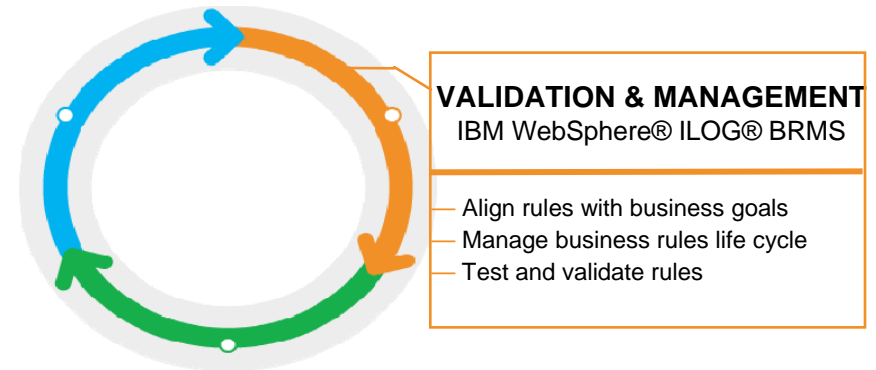 VALIDATION & MANAGEMENT
IBM WebSphere® ILOG® BRMS
Align rules with business goals
Manage business rules life cycle
Test and validate rules